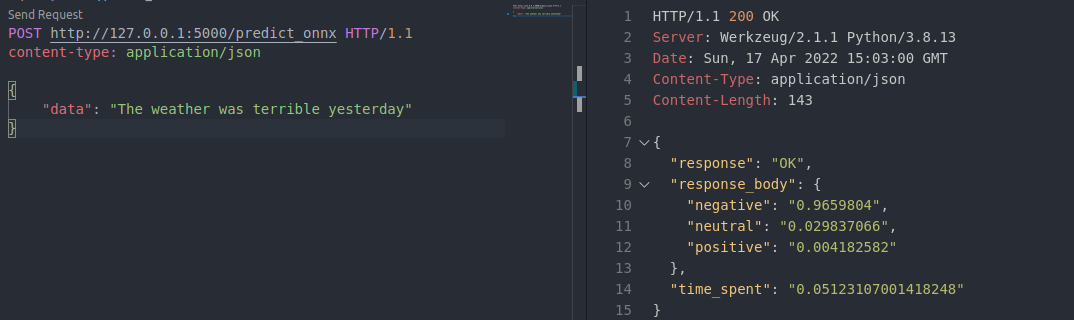 Send Request
POST http://127.0.0.1:5000/predict_onnx HTTP/1.1
content-type: application/json
{
"data": "The weather was terrible yesterday"
}
1 HTTP/1.1 200 OK
2 Server: Werkzeug/2.1.1 Python/3.8.13
3 Date: Sun, 17 Apr 2022 15:03:00 GMT
4 Content-Type: application/json
5 Content-Length: 143
6
7 {
8 "response": "OK",
9 "response_body": {
10 "negative": "0.9659804",
11 "neutral": "0.029837066",
12 "positive": "0.004182582"
13 },
14 "time_spent": "0.05123107001418248"
15 }